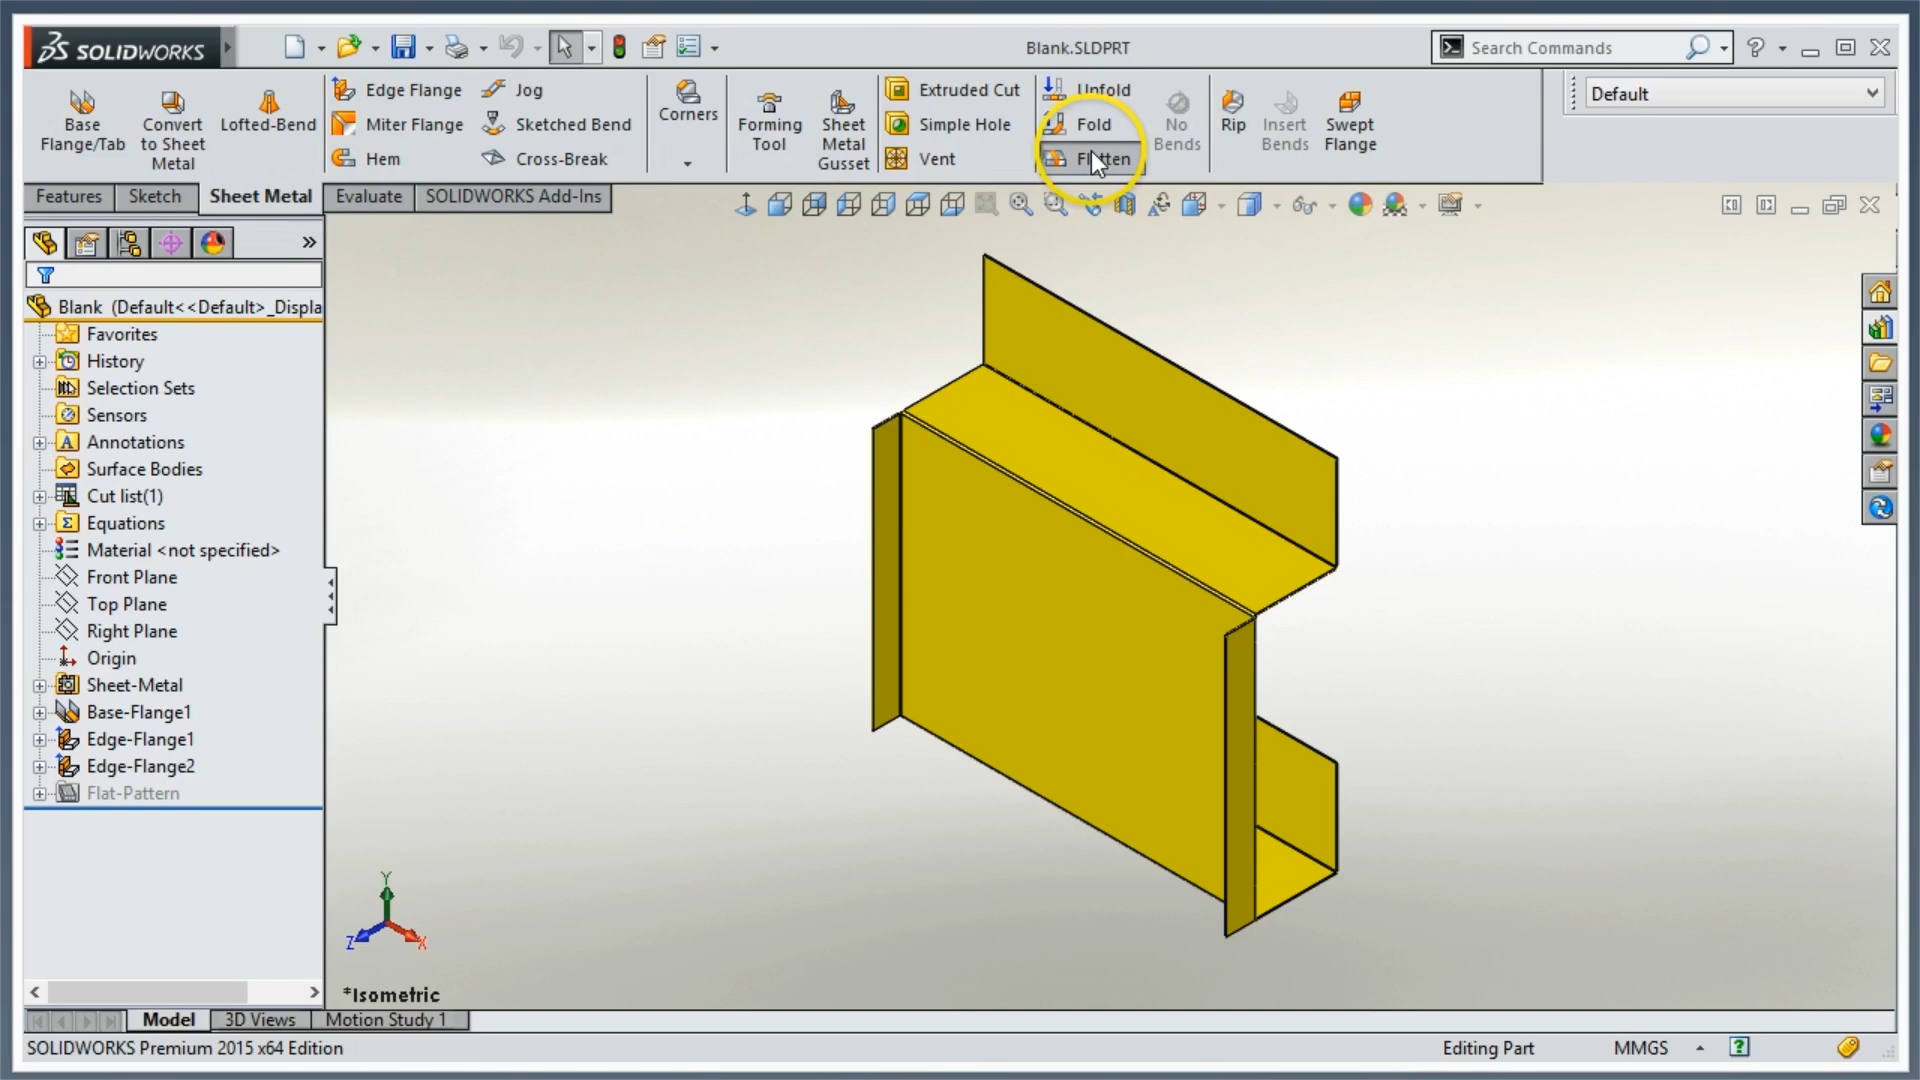 SOLIDWORKS
Blank.SLDPRT
Search Commands
Base Flange/Tab
Convert to Sheet Metal
Lofted-Bend
Edge Flange
Miter Flange
Hem
Jog
Sketched Bend
Cross-Break
Corners
Forming Tool
Sheet Metal Gusset
Extruded Cut
Simple Hole
Vent
Unfold
Fold
Flatten
No Bends
Rip
Insert Bends
Swept Flange
Default
Features
Sketch
Sheet Metal
Evaluate
SOLIDWORKS Add-Ins
Blank (Default<<Default>_Displa
Favorites
History
Selection Sets
Sensors
Annotations
Surface Bodies
Cut list(1)
Equations
Material <not specified>
Front Plane
Top Plane
Right Plane
Origin
Sheet-Metal
Base-Flange1
Edge-Flange1
Edge-Flange2
Flat-Pattern
Y
Z
X
*Isometric
Model
3D Views
Motion Study 1
SOLIDWORKS Premium 2015 x64 Edition
Editing Part
MMGS